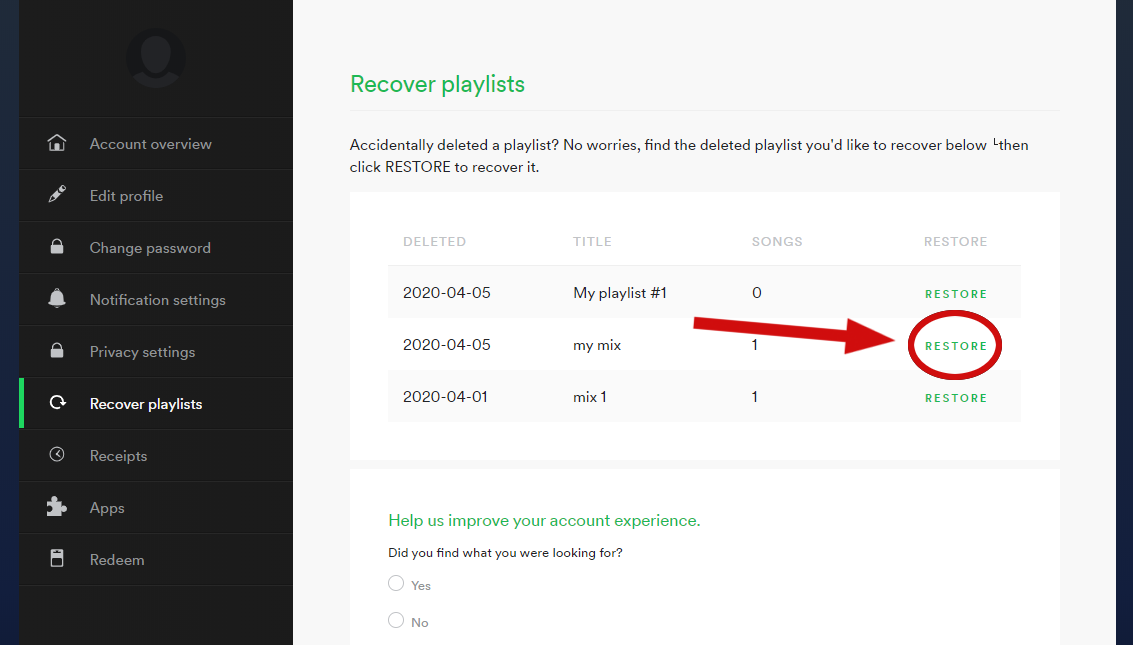 Account overview
Edit profile
Change password
Notification settings
Privacy settings
Recover playlists
Receipts
Apps
Redeem
Recover playlists
Accidentally deleted a playlist? No worries, find the deleted playlist you'd like to recover below └then
click RESTORE to recover it.
DELETED TITLE SONGS RESTORE
2020-04-05 My playlist #1 0 RESTORE
2020-04-05 my mix 1 RESTORE
2020-04-01 mix 1 1 RESTORE
Help us improve your account experience.
Did you find what you were looking for?
Yes
No